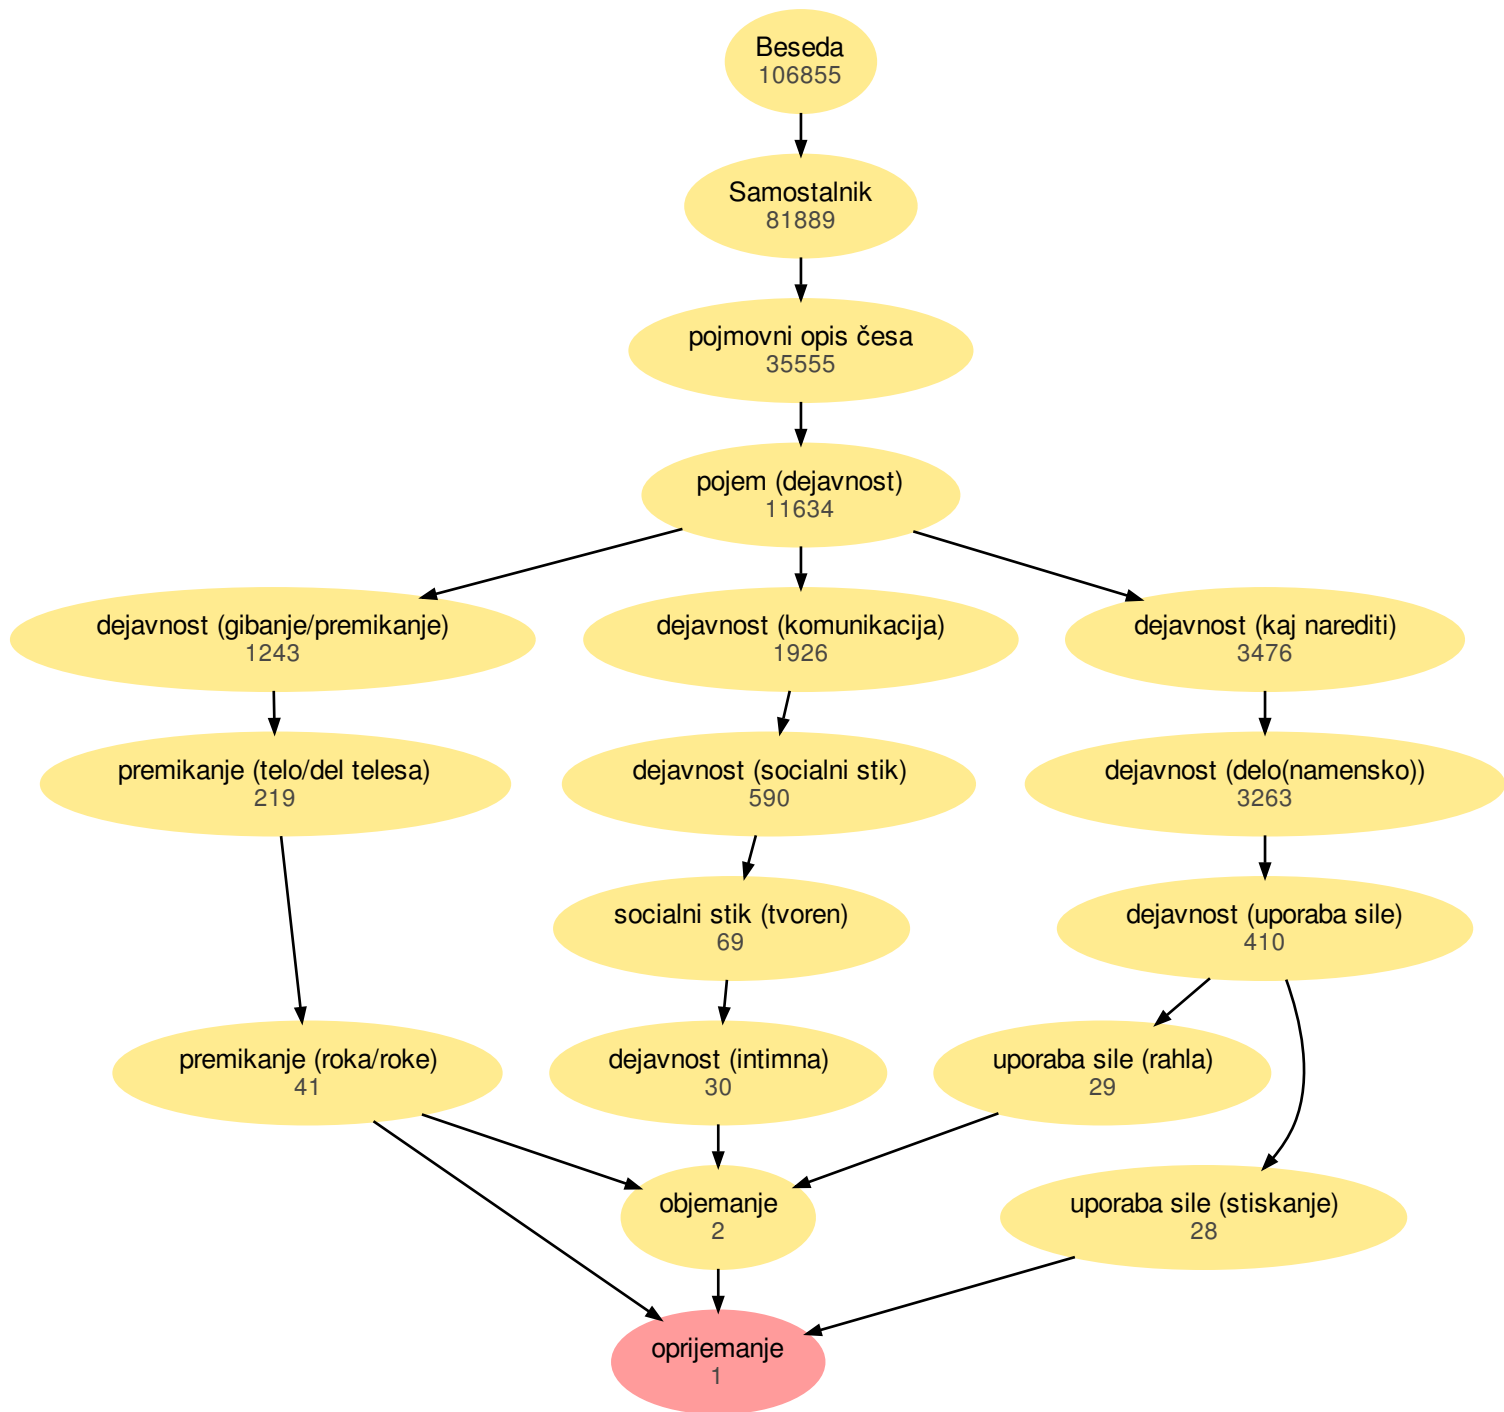 Beseda
106855
Samostalnik
81889
pojmovni opis česa
35555
pojem (dejavnost)
11634
dejavnost (gibanje/premikanje)
1243
dejavnost (komunikacija)
1926
dejavnost (kaj narediti)
3476
premikanje (telo/del telesa)
219
dejavnost (socialni stik)
590
dejavnost (delo(namensko))
3263
socialni stik (tvoren)
69
dejavnost (uporaba sile)
410
premikanje (roka/roke)
41
dejavnost (intimna)
30
uporaba sile (rahla)
29
objemanje
2
uporaba sile (stiskanje)
28
oprijemanje
1